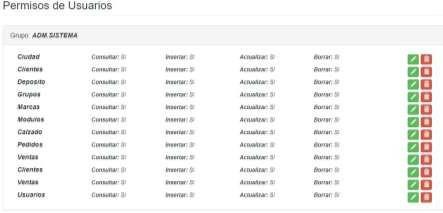 Permisos de Usuarios
Grupo: ADM.SISTEMA
Ciudad Consultar: SI Insertar: SI Actualizar: SI Borrar: SI
Clientes Consultar: SI Insertar: SI Actualizar: SI Borrar: SI
Deposito Consultar: SI Insertar: SI Actualizar: SI Borrar: SI
Grupos Consultar: SI Insertar: SI Actualizar: SI Borrar: SI
Marcas Consultar: SI Insertar: SI Actualizar: SI Borrar: SI
Modulos Consultar: SI Insertar: SI Actualizar: SI Borrar: SI
Calzado Consultar: SI Insertar: SI Actualizar: SI Borrar: SI
Pedidos Consultar: SI Insertar: SI Actualizar: SI Borrar: SI
Ventas Consultar: SI Insertar: SI Actualizar: SI Borrar: SI
Clientes Consultar: SI Insertar: SI Actualizar: SI Borrar: SI
Ventas Consultar: SI Insertar: SI Actualizar: SI Borrar: SI
Usuarios Consultar: SI Insertar: SI Actualizar: SI Borrar: SI